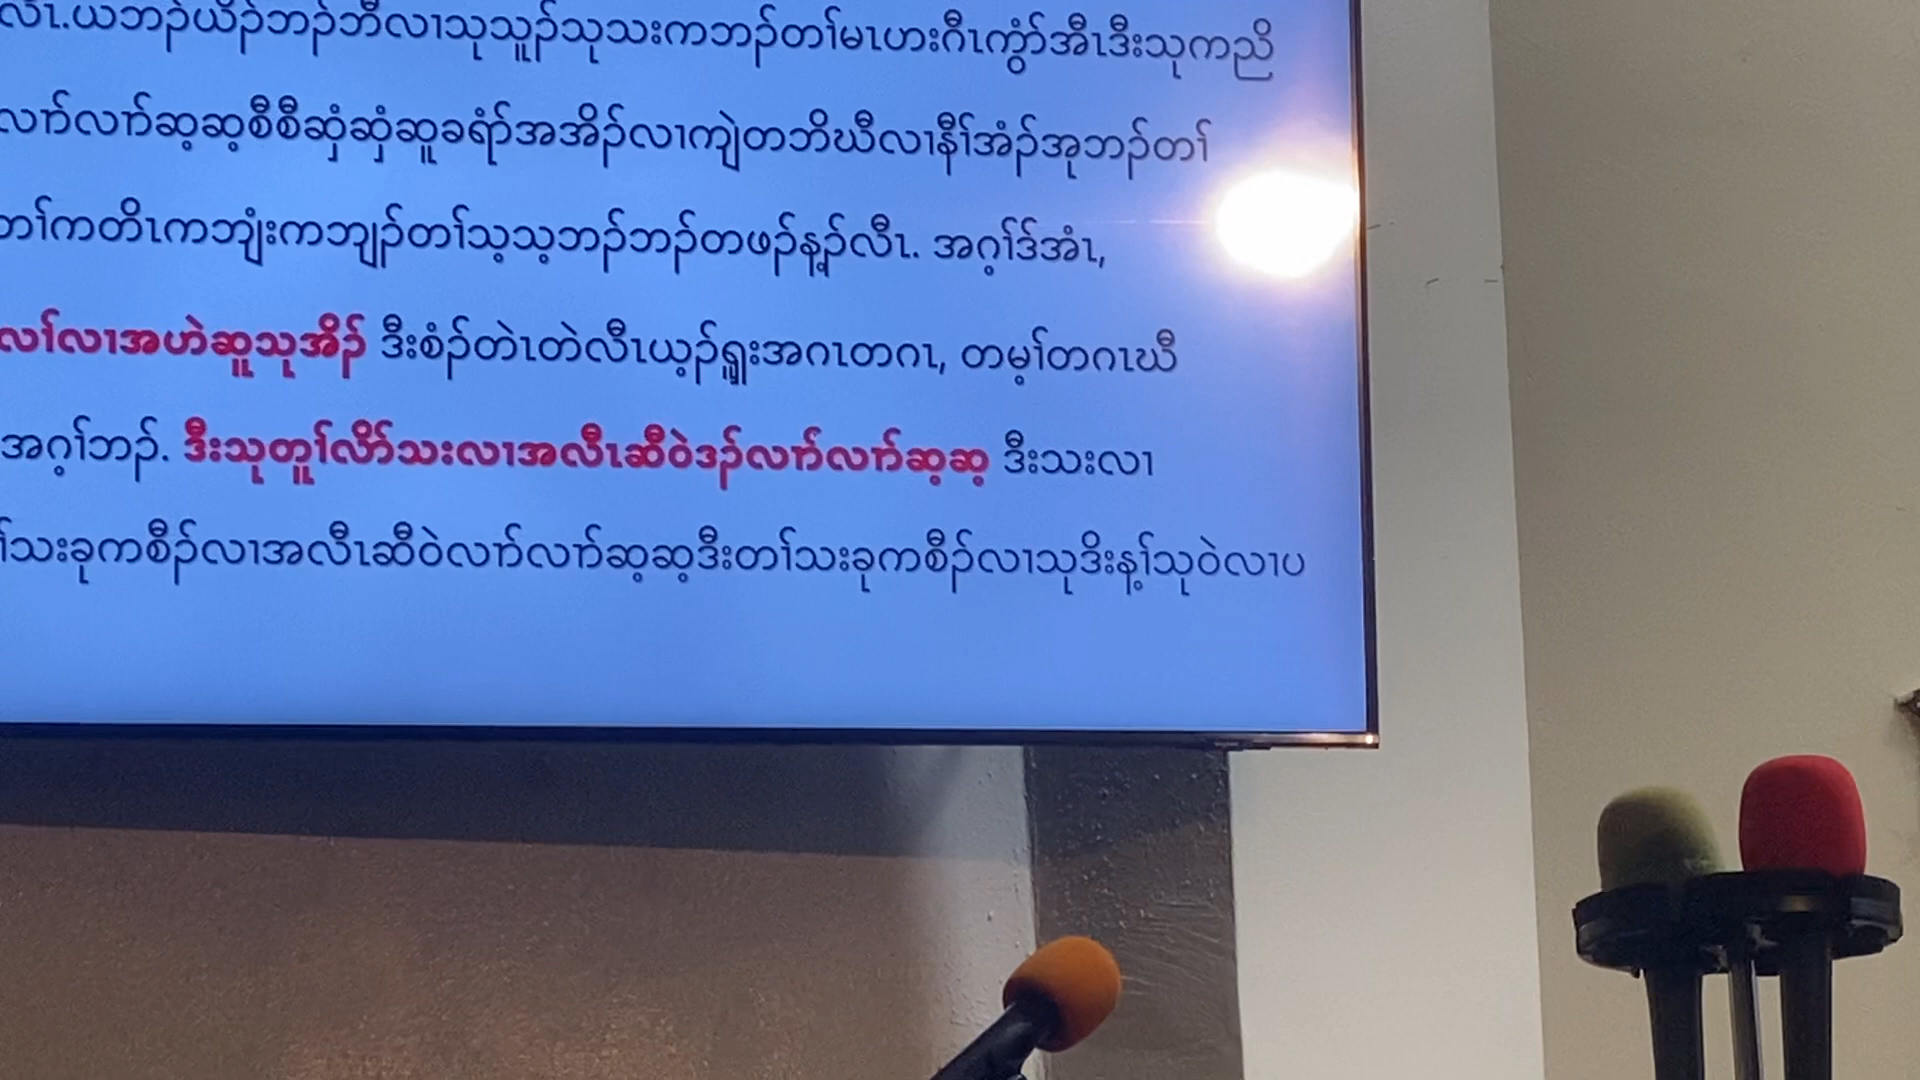 လီၤ.ယဘၣ်ယိၣ်ဘၣ်ဘီလၢသုသူၣ်သုသးကဘၣ်တၢ်မၤဟးဂီၤကွံာ်အီၤဒီးသုကညိ
လၢာ်လၢာ်ဆ့ဆ့စီစီဆှံဆှံဆူခရံာ်အအိၣ်လၢကျဲတဘိဃီလၢနီၢ်အံၣ်အုဘၣ်တၢ်
တၢ်ကတိၤကဘျံးကဘျၣ်တၢ်သ့သ့ဘၣ်ဘၣ်တဖၣ်န့ၣ်လီၤ. အဂ့ၢ်ဒ်အံၤ,
လၢ်လၢအဟဲဆူသုအိၣ် ဒီးစံၣ်တဲၤတဲလီၤယ့ၣ်ရှူးအဂၤတဂၤ, တမ့ၢ်တဂၤဃီ
အဂ့ၢ်ဘၣ်. ဒီးသုတူၢ်လိာ်သးလၢအလီၤဆီဝဲဒၣ်လၢာ်လၢာ်ဆ့ဆ့ ဒီးသးလၢ
ၢ်သးခုကစီၣ်လၢအလီၤဆီဝဲလၢာ်လၢာ်ဆ့ဆ့ဒီးတၢ်သးခုကစီၣ်လၢသုဒိးန့ၢ်သုဝဲလၢပ